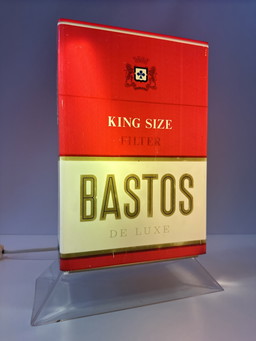 KING SIZE
FILTER
BASTOS
DE LUXE